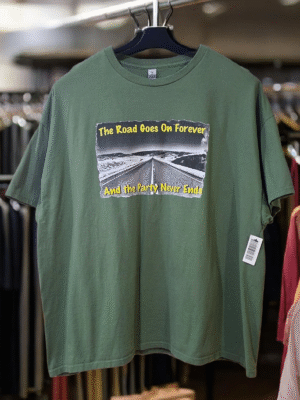 The Road Goes On Forever
And the Party Never Ends